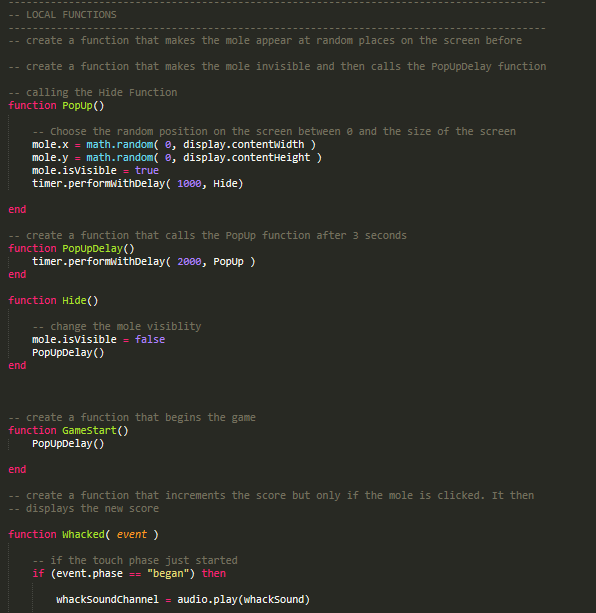 -----------------------------------------------------------------------------------------
-- LOCAL FUNCTIONS
-----------------------------------------------------------------------------------------
-- create a function that makes the mole appear at random places on the screen before
-- create a function that makes the mole invisible and then calls the PopUpDelay function
-- calling the Hide Function
function PopUp()
-- Choose the random position on the screen between 0 and the size of the screen
mole.x = math.random( 0, display.contentWidth )
mole.y = math.random( 0, display.contentHeight )
mole.isVisible = true
timer.performWithDelay( 1000, Hide)
end
-- create a function that calls the PopUp function after 3 seconds
function PopUpDelay()
timer.performWithDelay( 2000, PopUp )
end
function Hide()
-- change the mole visiblity
mole.isVisible = false
PopUpDelay()
end
-- create a function that begins the game
function GameStart()
PopUpDelay()
end
-- create a function that increments the score but only if the mole is clicked. It then
-- displays the new score
function Whacked( event )
-- if the touch phase just started
if (event.phase == "began") then
whackSoundChannel = audio.play(whackSound)